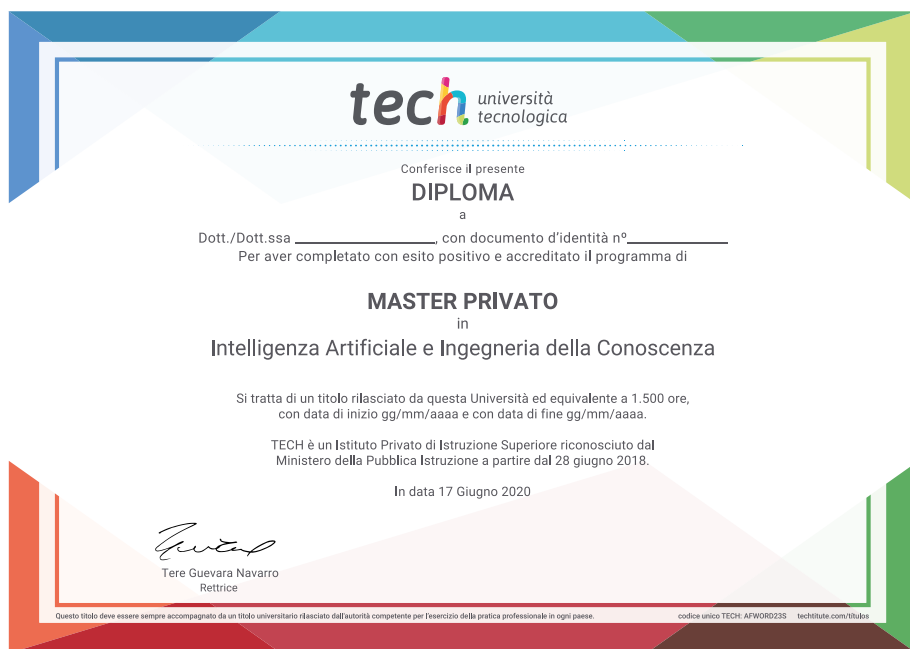 tech università
tecnologica
Conferisce il presente
DIPLOMA
a
Dott./Dott.ssa ________________, con documento d'identità nº____________
Per aver completato con esito positivo e accreditato il programma di
MASTER PRIVATO
in
Intelligenza Artificiale e Ingegneria della Conoscenza
Si tratta di un titolo rilasciato da questa Università ed equivalente a 1.500 ore,
con data di inizio gg/mm/aaaa e con data di fine gg/mm/aaaa.
TECH è un Istituto Privato di Istruzione Superiore riconosciuto dal
Ministero della Pubblica Istruzione a partire dal 28 giugno 2018.
In data 17 Giugno 2020
Tere Guevara Navarro
Rettrice
Questo titolo deve essere sempre accompagnato da un titolo universitario rilasciato dall'autorità competente per l'esercizio della pratica professionale in ogni paese. codice unico TECH: AFWORD23S techtitute.com/títulos